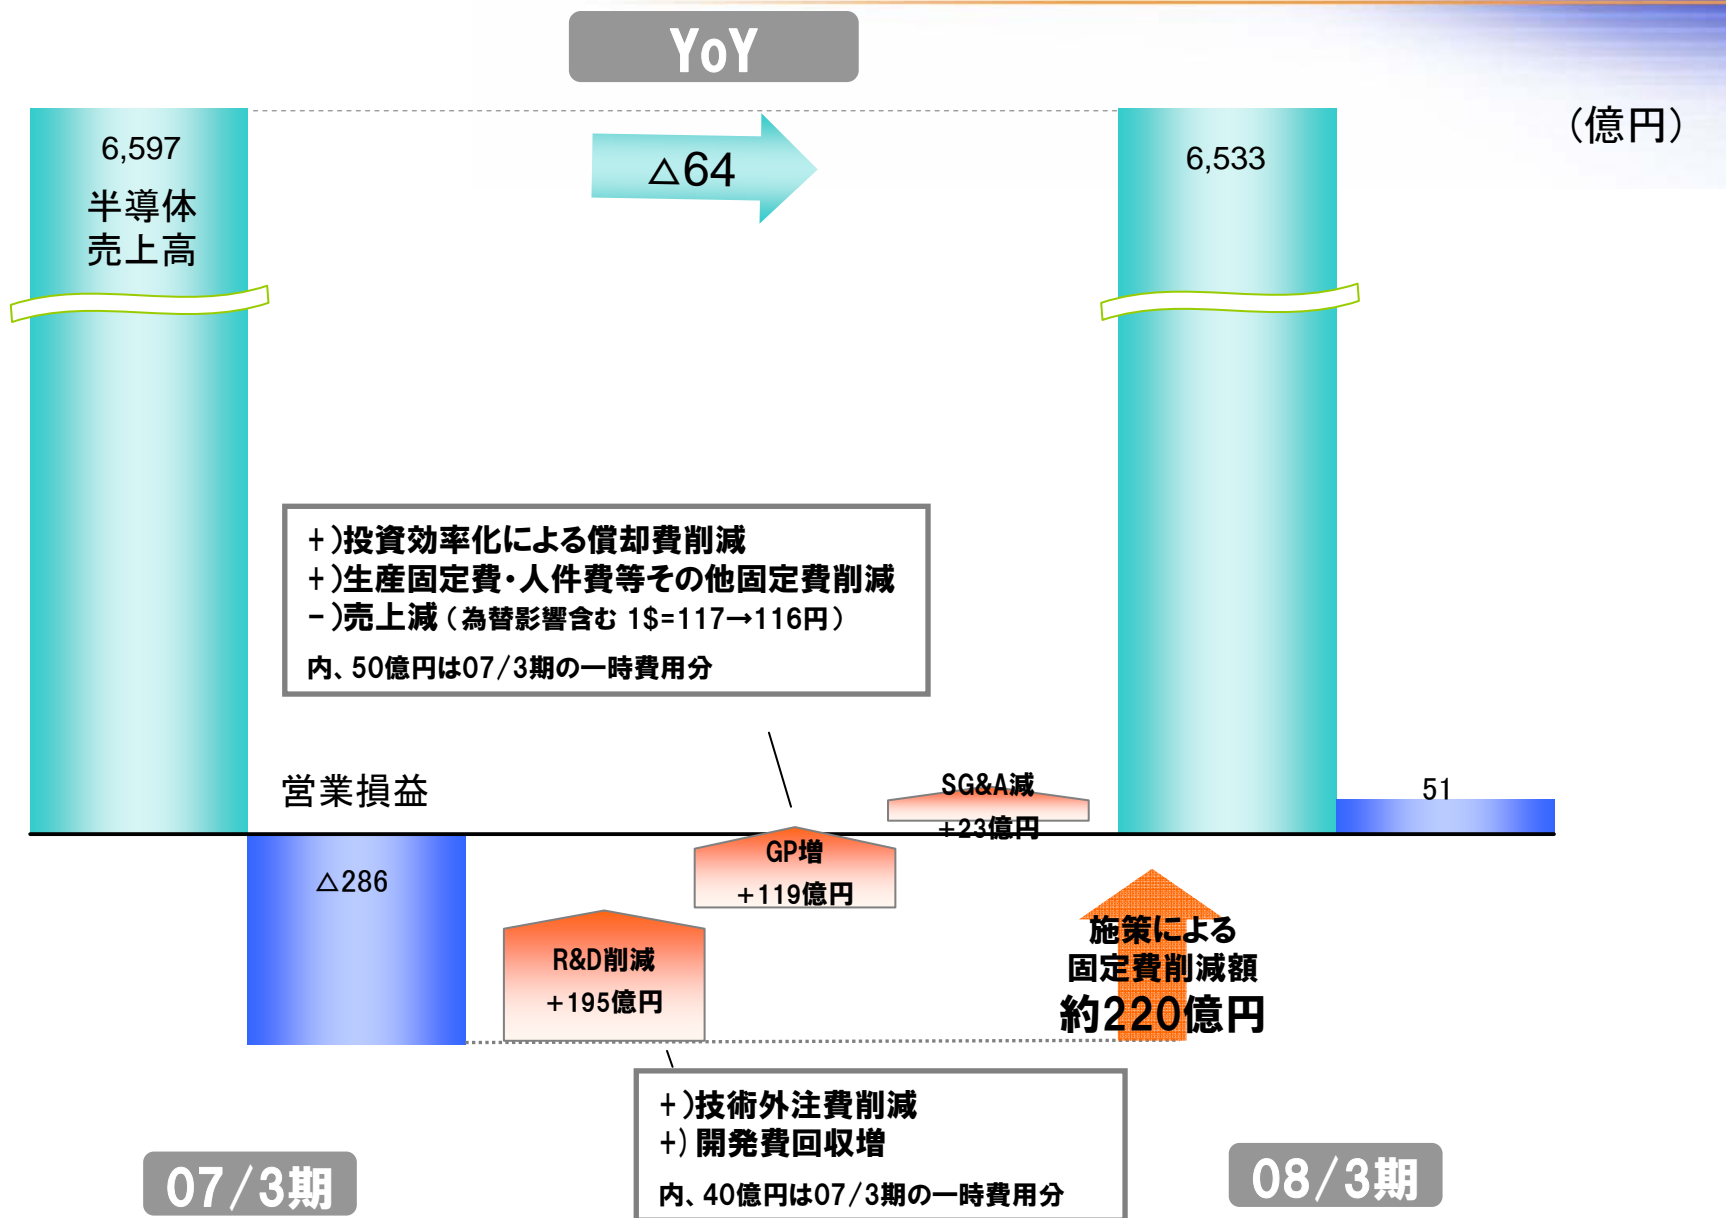 YoY
(億円)
6,597
半導体
売上高
△64
6,533
+)投資効率化による償却費削減
+)生産固定費・人件費等その他固定費削減
-)売上減(為替影響含む 1$=117→116円)
内、50億円は07/3期の一時費用分
営業損益
SG&A減
+23億円
51
GP増
+119億円
△286
R&D削減
+195億円
施策による
固定費削減額
約220億円
+)技術外注費削減
+)開発費回収増
内、40億円は07/3期の一時費用分
07/3期
08/3期